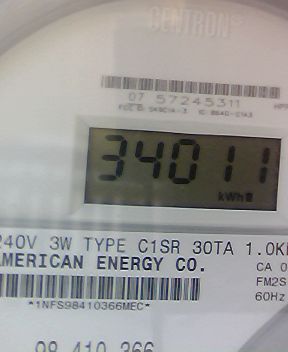 CENTRON®
07 57245311
34011
kWh
240V 3W TYPE C1SR 30TA 1.0K
AMERICAN ENERGY CO.
CA 0
FM2S
60Hz
*1NFS98410366MEC*
98 410 366